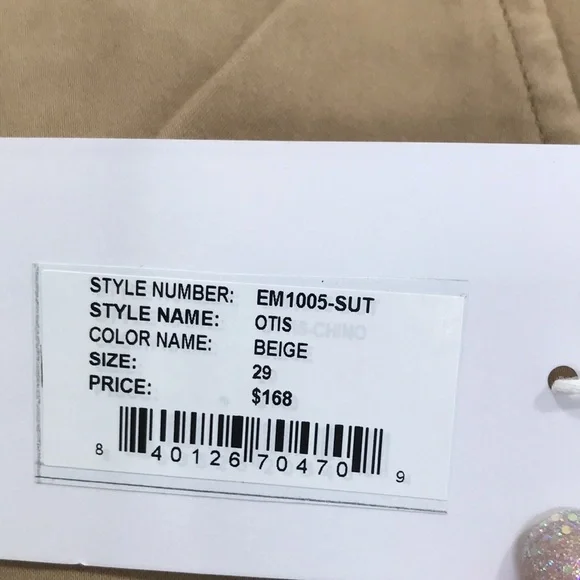 STYLE NUMBER: EM1005-SUT
STYLE NAME: OTIS
COLOR NAME: BEIGE
SIZE: 29
PRICE: $168
8 40126 70470 9